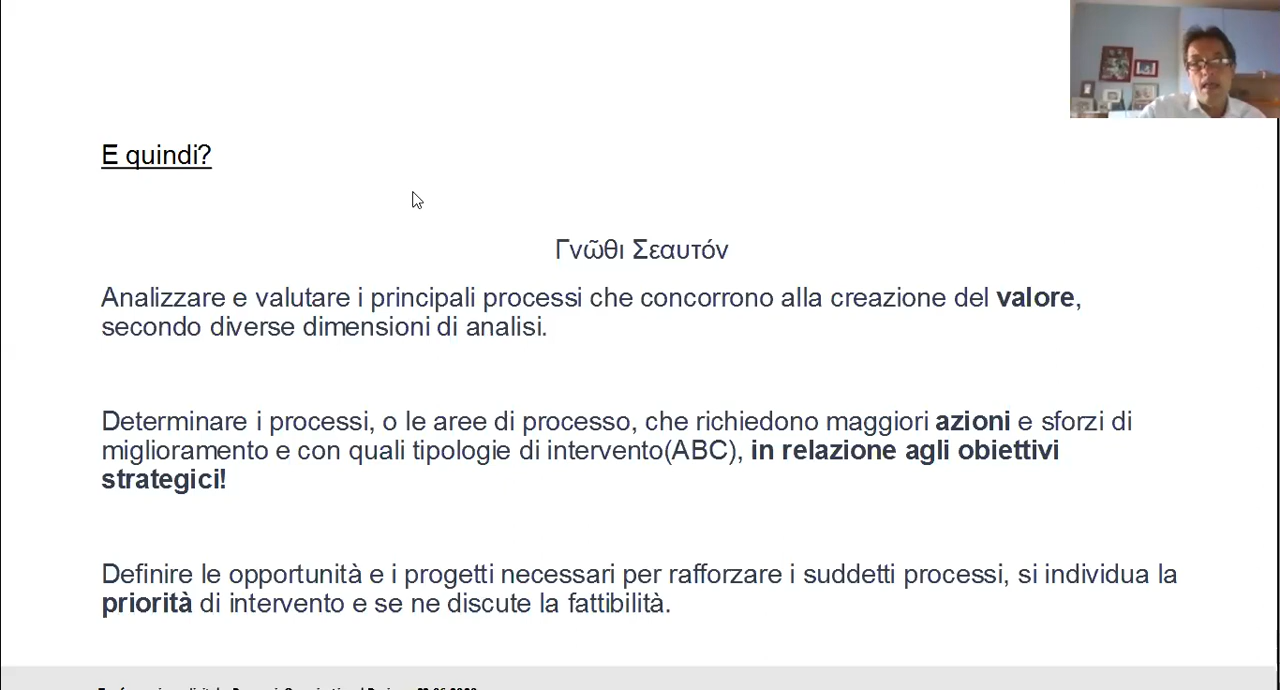 E quindi?
Γνῶθι Σεαυτόν
Analizzare e valutare i principali processi che concorrono alla creazione del valore,
secondo diverse dimensioni di analisi.
Determinare i processi, o le aree di processo, che richiedono maggiori azioni e sforzi di
miglioramento e con quali tipologie di intervento(ABC), in relazione agli obiettivi
strategici!
Definire le opportunità e i progetti necessari per rafforzare i suddetti processi, si individua la
priorità di intervento e se ne discute la fattibilità.